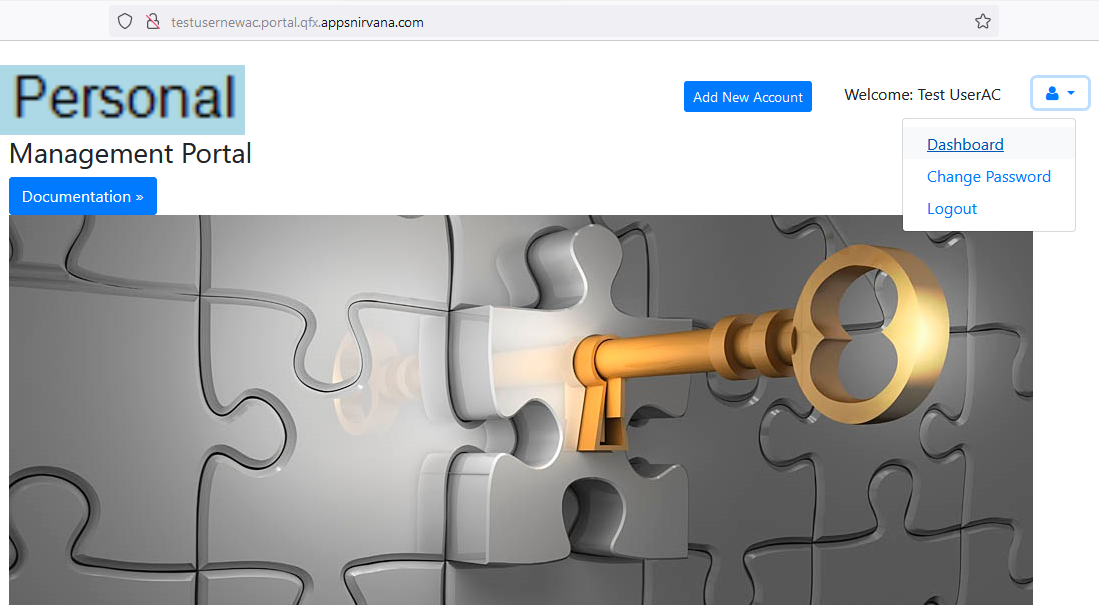 testusernewac.portal.qfx.appsnirvana.com
Personal
Add New Account
Welcome: Test UserAC
Management Portal
Dashboard
Change Password
Logout
Documentation »